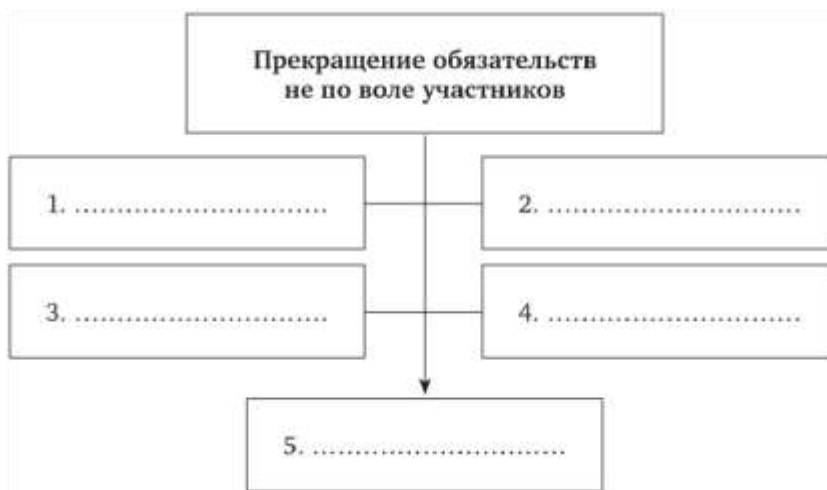 Прекращение обязательств
не по воле участников
1. ..............................
2. ..............................
3. ..............................
4. ..............................
5. ..............................